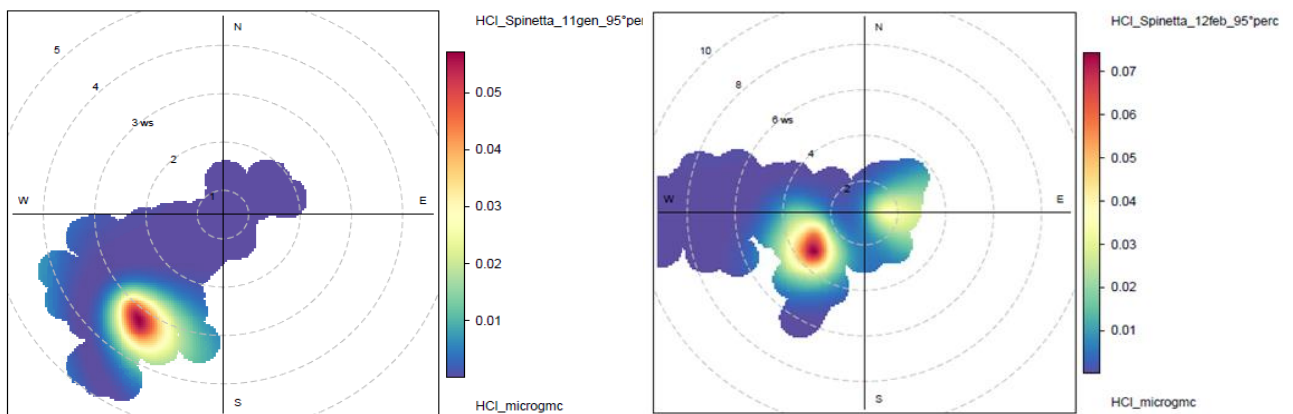 HCl_Spinetta_11gen_95°per
N
5
4
3 ws
2
1
W
E
S
0.05
0.04
0.03
0.02
0.01
HCl_microgmc
HCl_Spinetta_12feb_95°perc
N
10
8
6 ws
4
2
W
E
S
0.07
0.06
0.05
0.04
0.03
0.02
0.01
HCl_microgmc